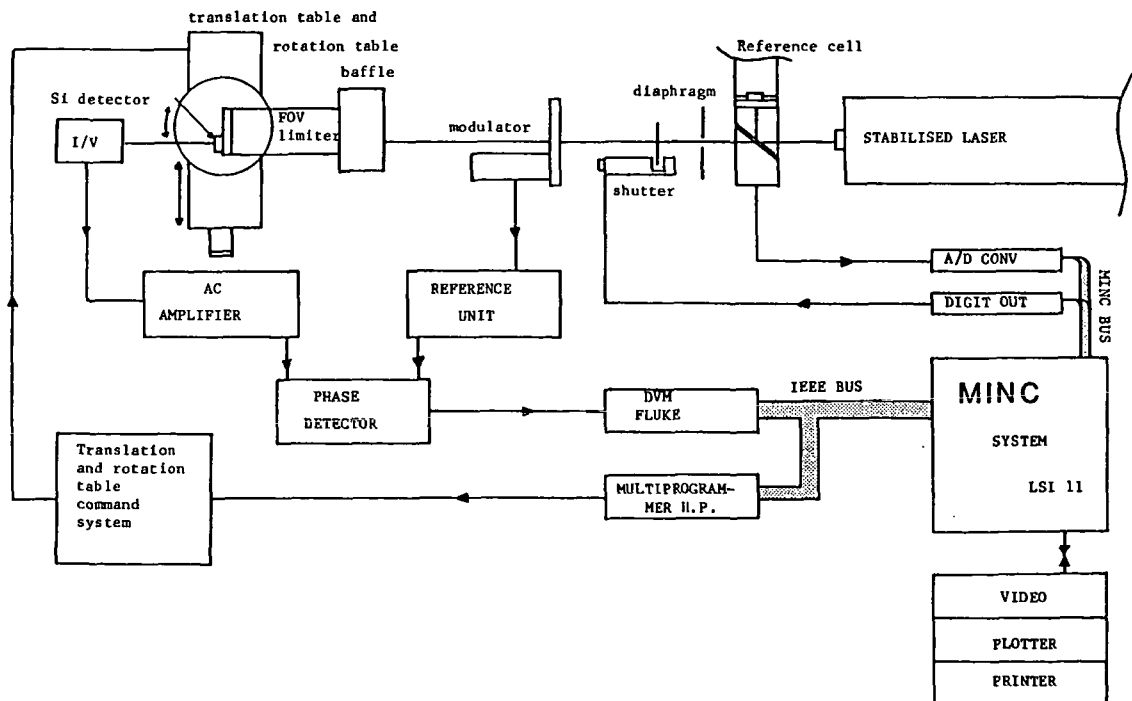 translation table and
rotation table
Reference cell
baffle
Si detector
diaphragm
FOV
limiter
modulator
I/V
STABILISED LASER
shutter
A/D CONV
MINC BUS
DIGIT OUT
AC
AMPLIFIER
REFERENCE
UNIT
IEEE BUS
MINC
SYSTEM
LSI 11
PHASE
DETECTOR
DVM
FLUKE
Translation
and rotation
table
command
system
MULTIPROGRAM-
MER H.P.
VIDEO
PLOTTER
PRINTER